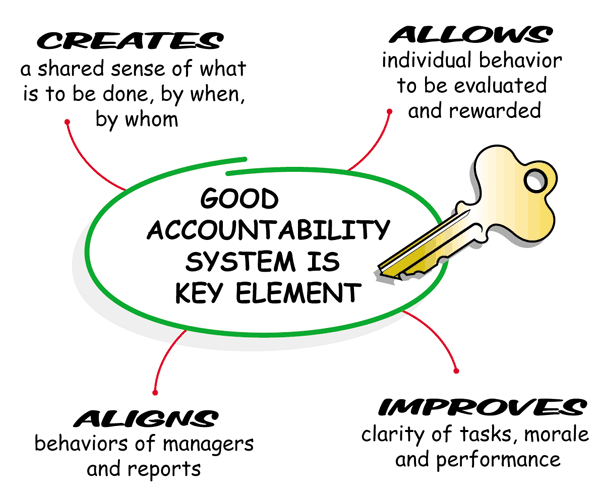 CREATES
a shared sense of what
is to be done, by when,
by whom
ALLOWS
individual behavior
to be evaluated
and rewarded
GOOD
ACCOUNTABILITY
SYSTEM IS
KEY ELEMENT
ALIGNS
behaviors of managers
and reports
IMPROVES
clarity of tasks, morale
and performance